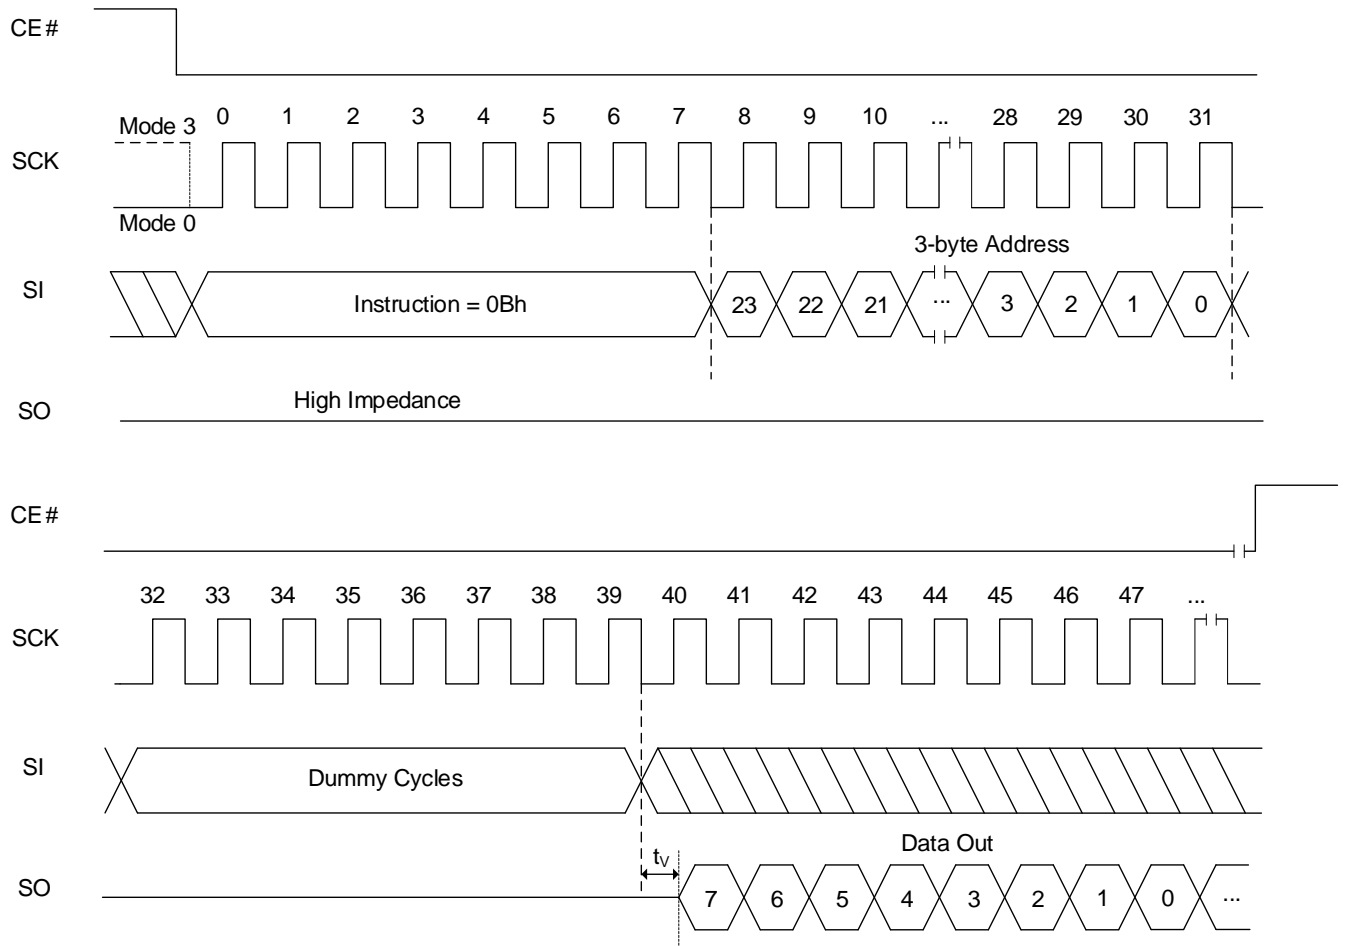 CE#
Mode 3 0 1 2 3 4 5 6 7 8 9 10 ... 28 29 30 31
SCK
Mode 0
3-byte Address
SI Instruction = 0Bh 23 22 21 ... 3 2 1 0
High Impedance
SO
CE#
32 33 34 35 36 37 38 39 40 41 42 43 44 45 46 47 ...
SCK
SI Dummy Cycles
Data Out
tV
SO 7 6 5 4 3 2 1 0 ...